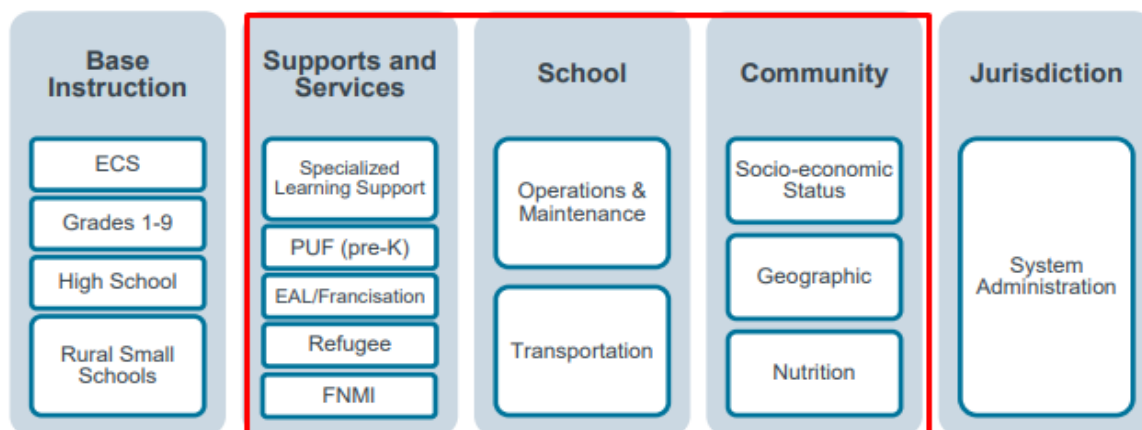 Base
Instruction
ECS
Grades 1-9
High School
Rural Small
Schools
Supports and
Services
Specialized
Learning Support
PUF (pre-K)
EAL/Francisation
Refugee
FNMI
School
Operations &
Maintenance
Transportation
Community
Socio-economic
Status
Geographic
Nutrition
Jurisdiction
System
Administration